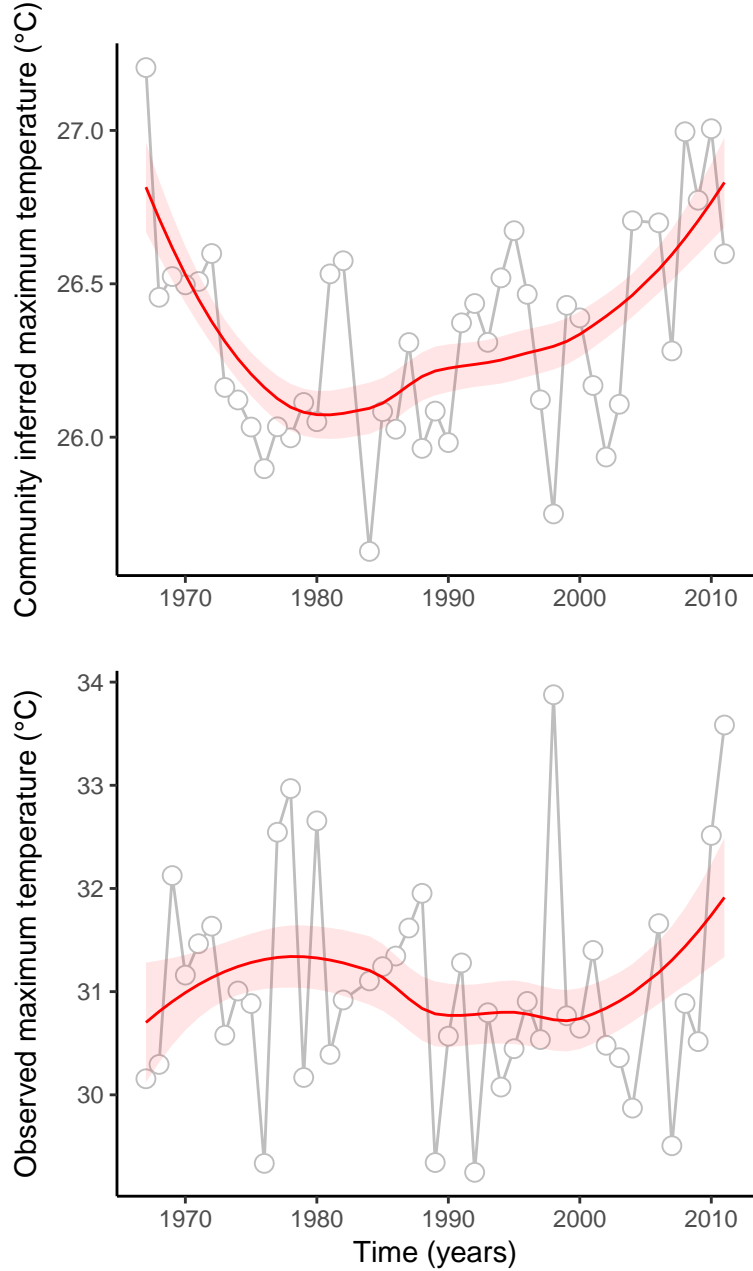 Community inferred maximum temperature (°C)
27.0
26.5
26.0
1970 1980 1990 2000 2010
Observed maximum temperature (°C)
34
33
32
31
30
1970 1980 1990 2000 2010
Time (years)